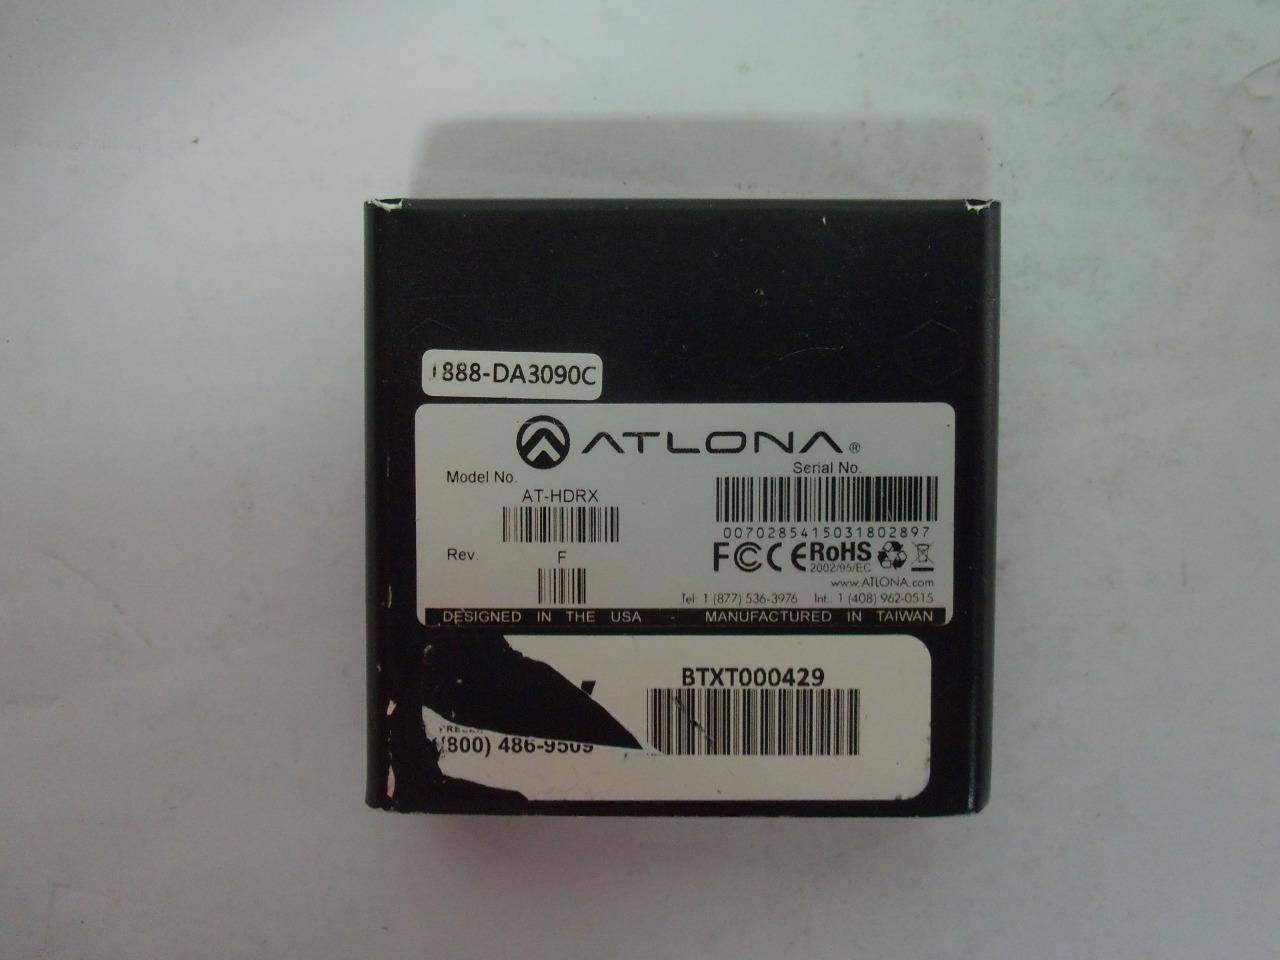 1888-DA3090C
ATLONA®
Model No. Serial No.
AT-HDRX
0070285415031802897
Rev. F
FC CE RoHS
2002/95/EC
www.ATLONA.com
Tel: 1 (877) 536-3976 Int.: 1 (408) 962-0515
DESIGNED IN THE USA - MANUFACTURED IN TAIWAN
BTXT000429
(800) 486-9509